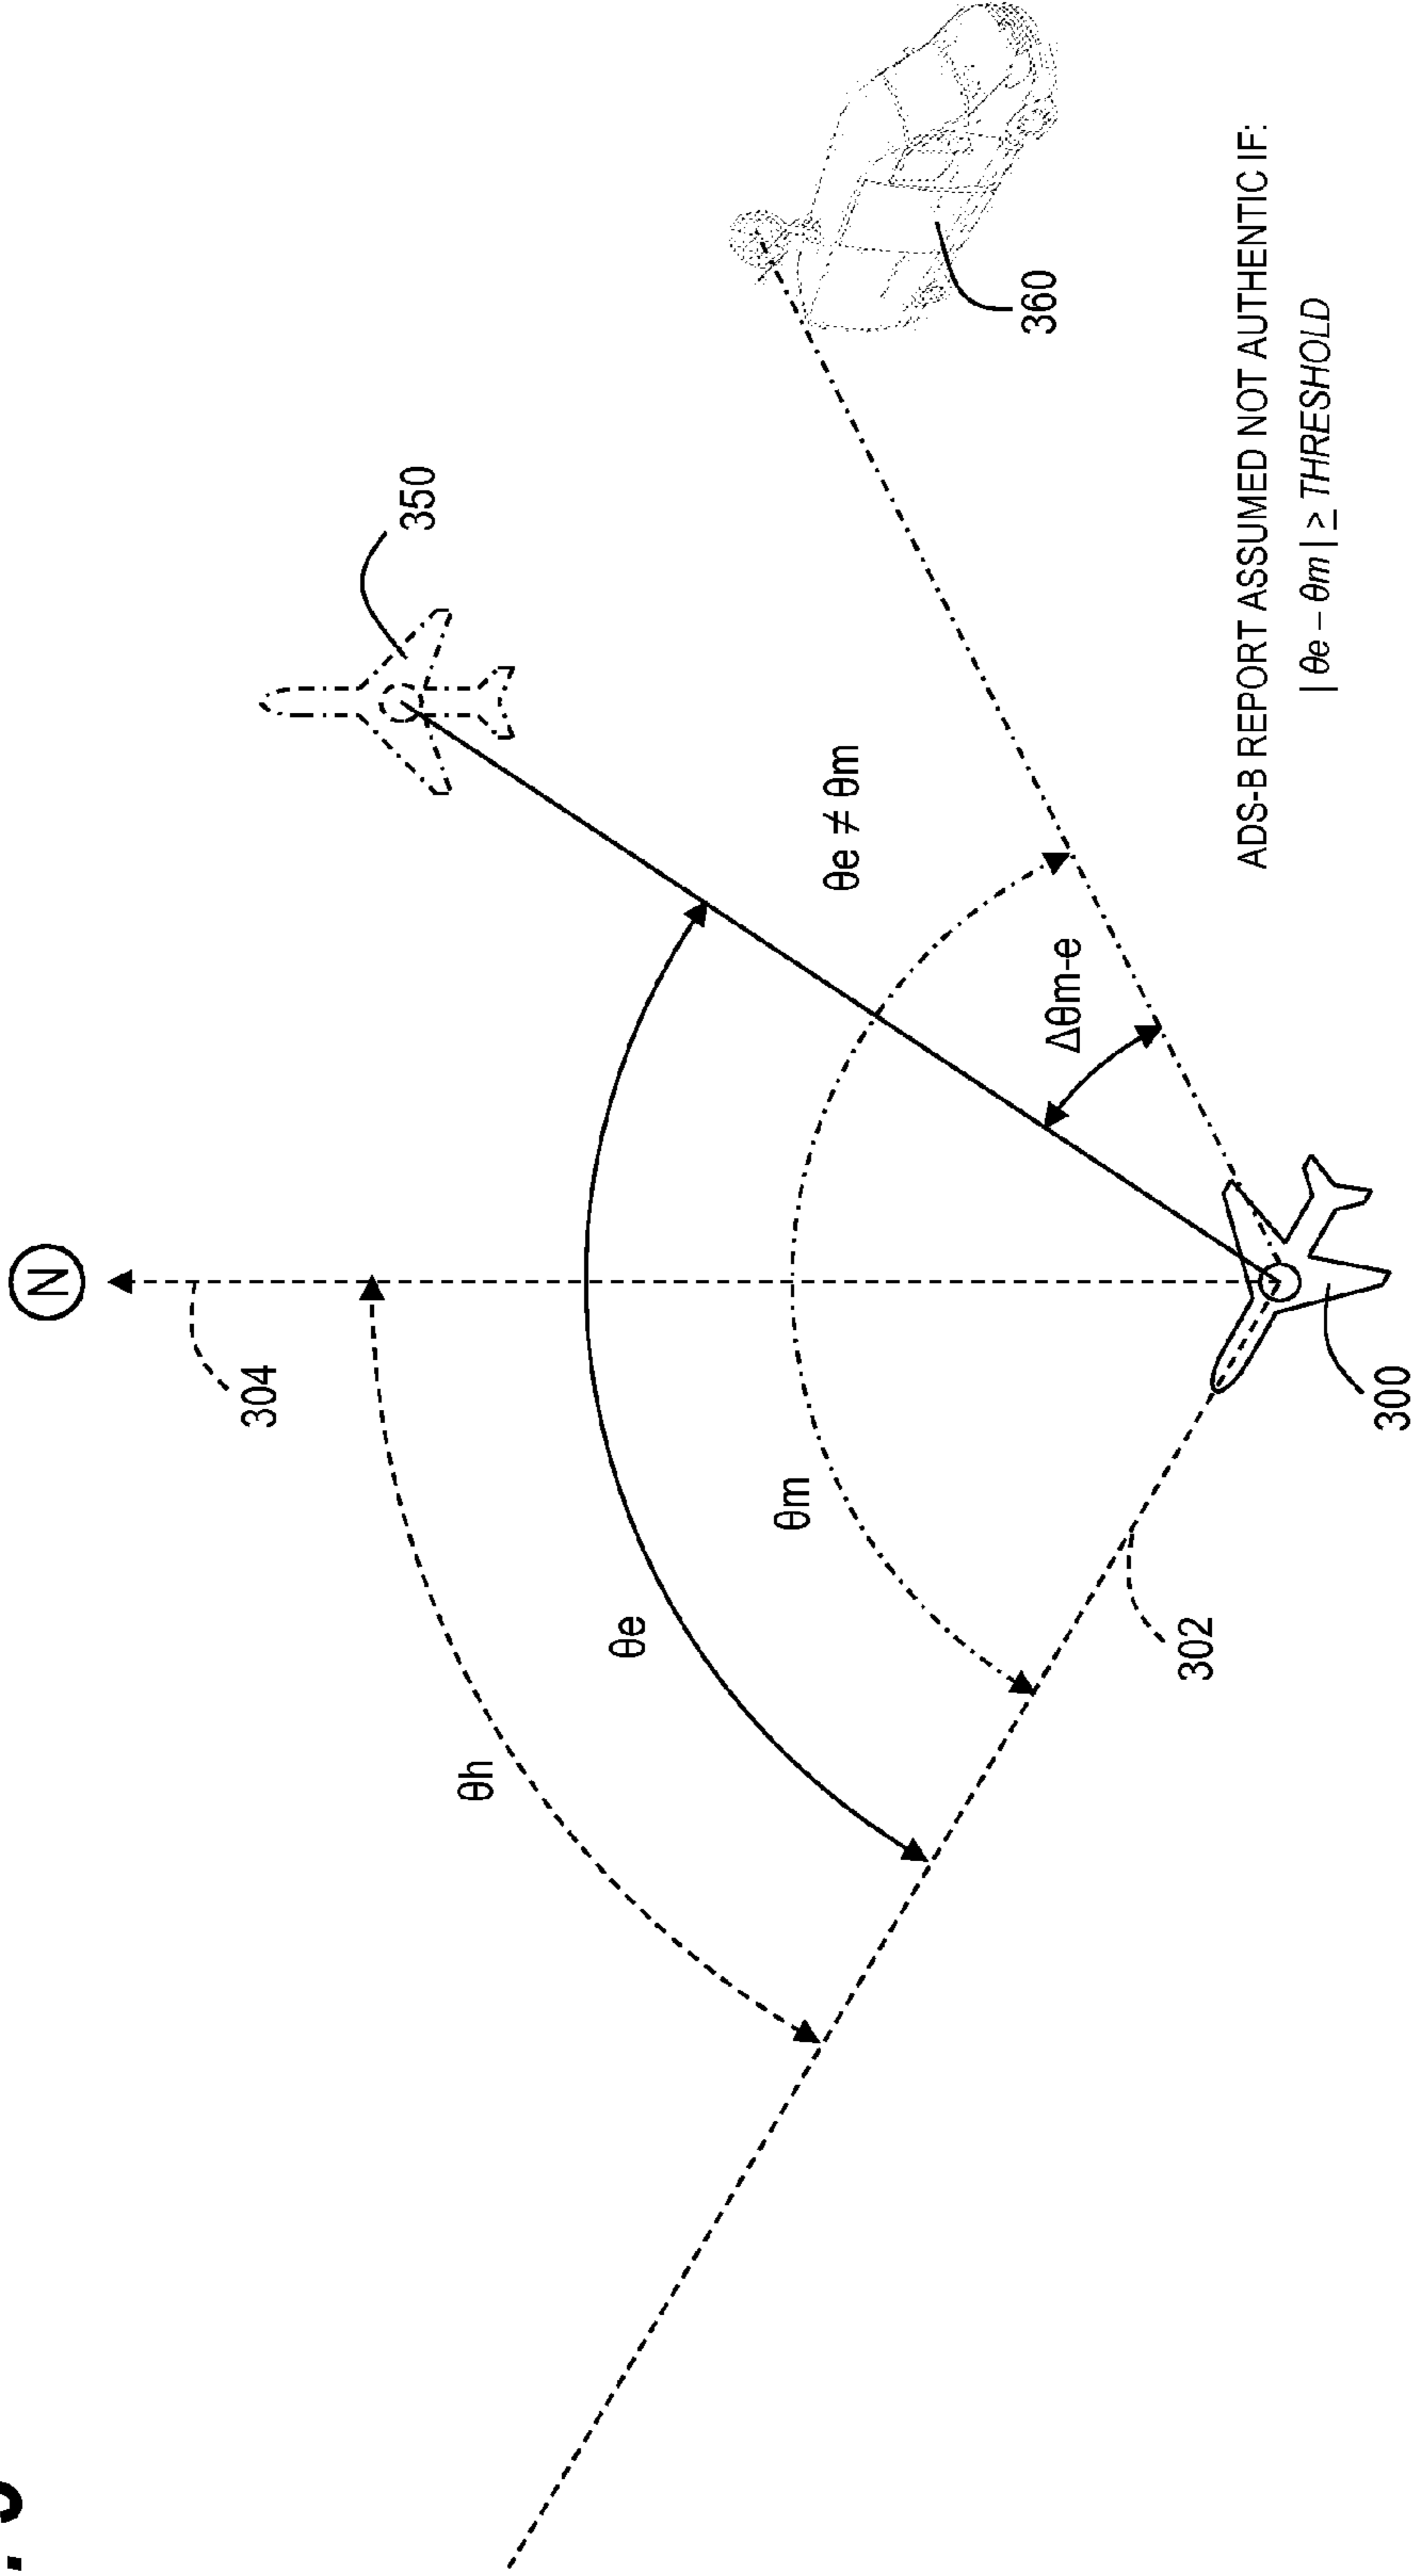 N
304
350
θh
θe
θm
θe ≠ θm
Δθm-e
360
302
300
ADS-B REPORT ASSUMED NOT AUTHENTIC IF:
|θe – θm| ≥ THRESHOLD